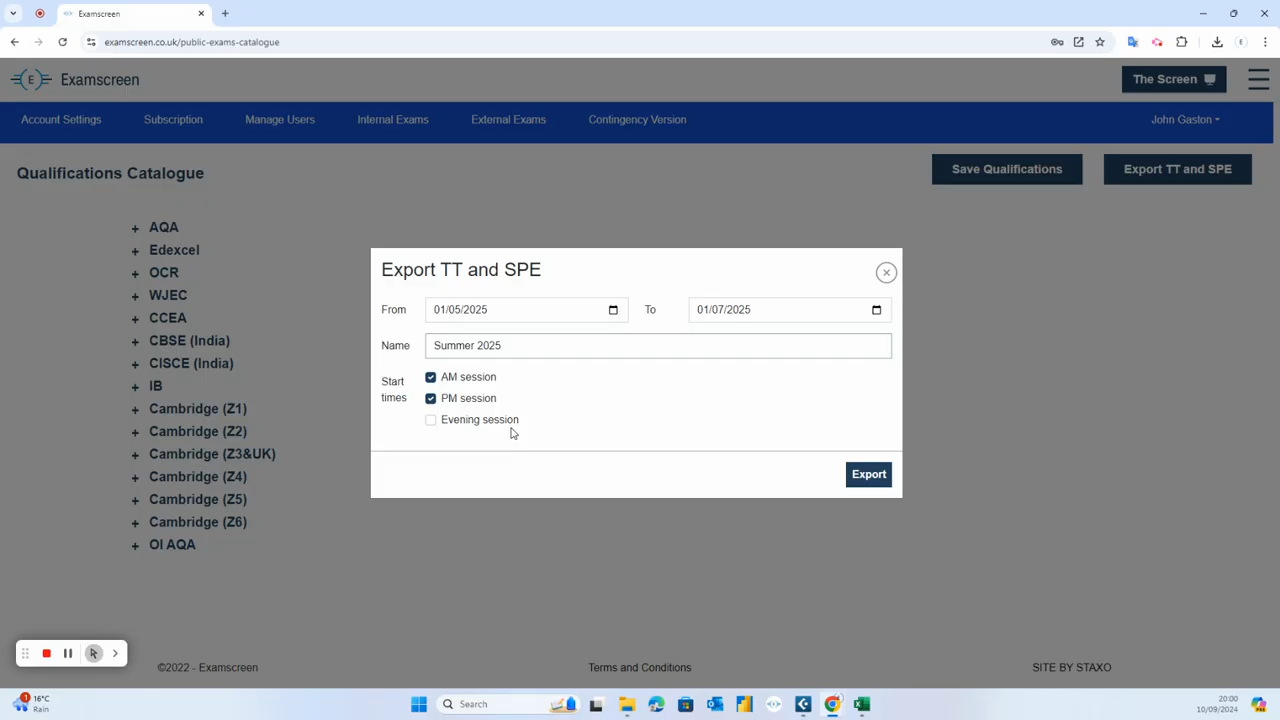 Examscreen
examscreen.co.uk/public-exams-catalogue
E
E
Examscreen
The Screen
Account Settings
Subscription
Manage Users
Internal Exams
External Exams
Contingency Version
John Gaston
Qualifications Catalogue
Save Qualifications
Export TT and SPE
+ AQA
+ Edexcel
+ OCR
+ WJEC
+ CCEA
+ CBSE (India)
+ CISCE (India)
+ IB
+ Cambridge (Z1)
+ Cambridge (Z2)
+ Cambridge (Z3&UK)
+ Cambridge (Z4)
+ Cambridge (Z5)
+ Cambridge (Z6)
+ OI AQA
Export TT and SPE
From 01/05/2025 To 01/07/2025
Name Summer 2025
Start times
AM session
PM session
Evening session
Export
©2022 - Examscreen
Terms and Conditions
SITE BY STAXO
1
16°C
Rain
Search
20:00
10/09/2024